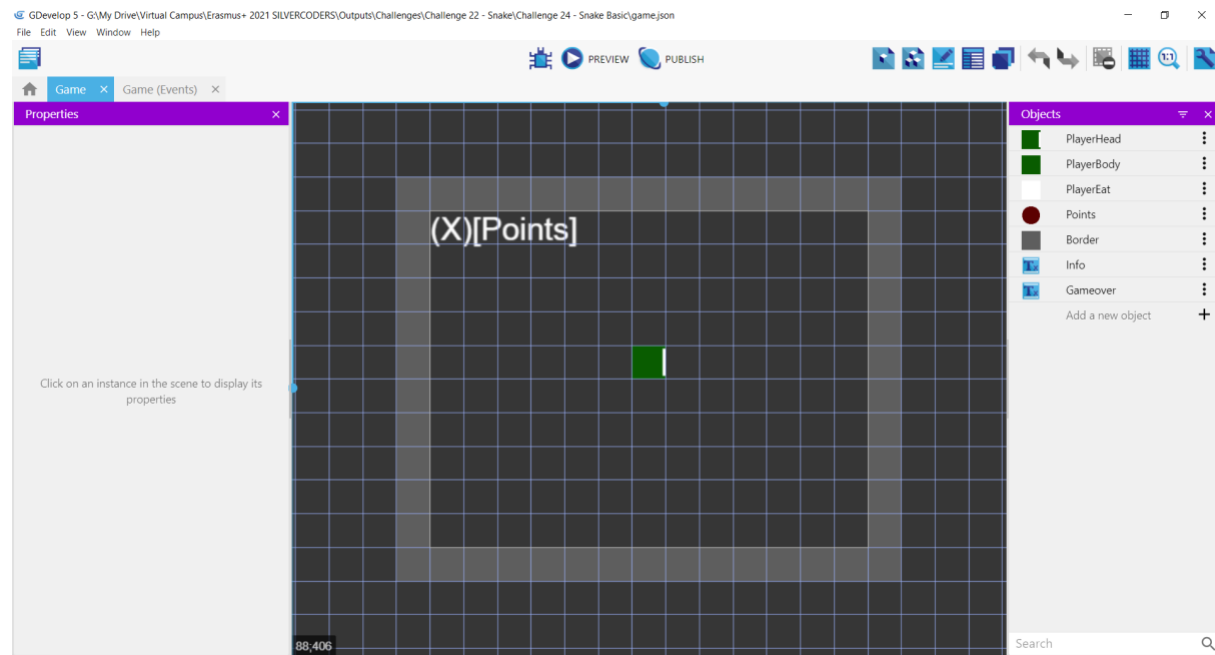 GDevelop 5 - G:\My Drive\Virtual Campus\Erasmus+ 2021 SILVERCODERS\Outputs\Challenges\Challenge 22 - Snake\Challenge 24 - Snake Basic\game.json
File Edit View Window Help
PREVIEW PUBLISH
1:1
Game × Game (Events) ×
Properties ×
Objects ×
PlayerHead
PlayerBody
PlayerEat
Points
Border
Info
Gameover
Add a new object +
(X)[Points]
Click on an instance in the scene to display its
properties
88;406
Search